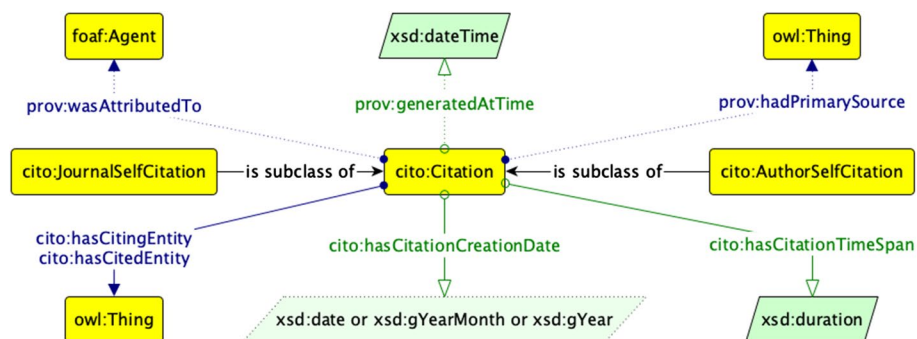 foaf:Agent
xsd:dateTime
owl:Thing
prov:wasAttributedTo
prov:generatedAtTime
prov:hadPrimarySource
cito:JournalSelfCitation
is subclass of
cito:Citation
is subclass of
cito:AuthorSelfCitation
cito:hasCitingEntity
cito:hasCitedEntity
cito:hasCitationCreationDate
cito:hasCitationTimeSpan
owl:Thing
xsd:date or xsd:gYearMonth or xsd:gYear
xsd:duration